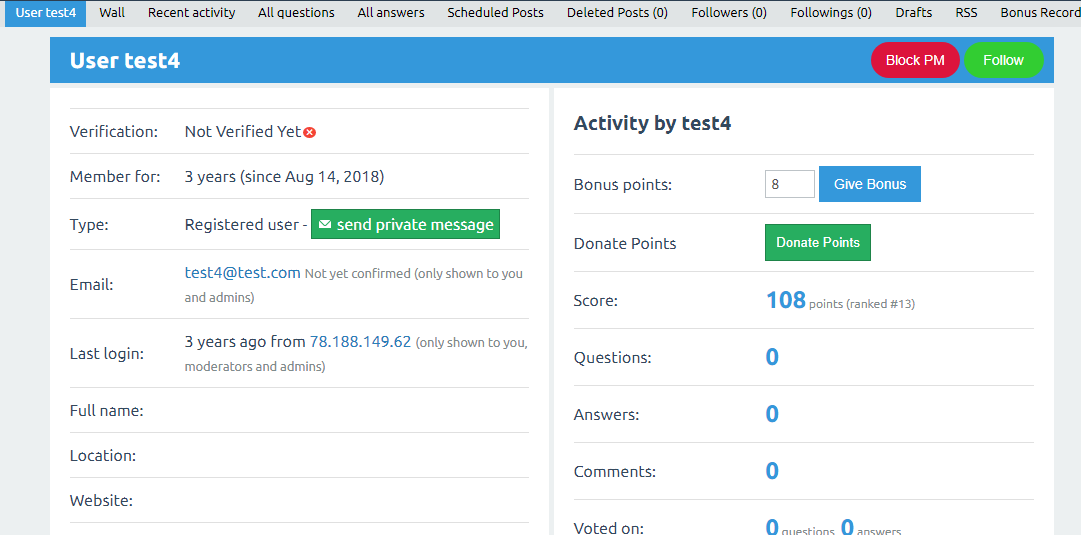 User test4 Wall Recent activity All questions All answers Scheduled Posts Deleted Posts (0) Followers (0) Followings (0) Drafts RSS Bonus Record
User test4
Block PM Follow
Verification: Not Verified Yet
Member for: 3 years (since Aug 14, 2018)
Type: Registered user - send private message
Email: test4@test.com Not yet confirmed (only shown to you
and admins)
Last login: 3 years ago from 78.188.149.62 (only shown to you,
moderators and admins)
Full name:
Location:
Website:
Activity by test4
Bonus points: 8 Give Bonus
Donate Points Donate Points
Score: 108 points (ranked #13)
Questions: 0
Answers: 0
Comments: 0
Voted on: 0 questions, 0 answers